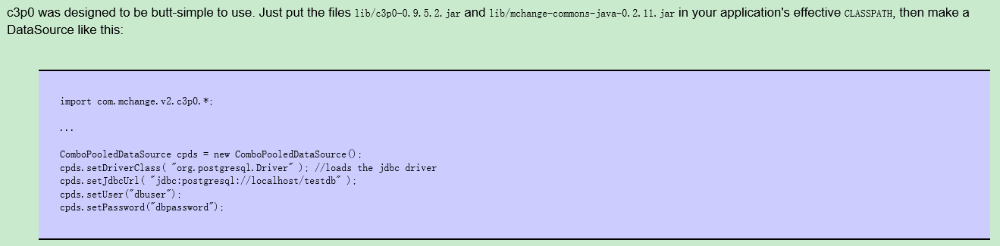 c3p0 was designed to be butt-simple to use. Just put the files lib/c3p0-0.9.5.2.jar and lib/mchange-commons-java-0.2.11.jar in your application's effective CLASSPATH, then make a
DataSource like this:
import com.mchange.v2.c3p0.*;
...
ComboPooledDataSource cpds = new ComboPooledDataSource();
cpds.setDriverClass( "org.postgresql.Driver" ); //loads the jdbc driver
cpds.setJdbcUrl( "jdbc:postgresql://localhost/testdb" );
cpds.setUser("dbuser");
cpds.setPassword("dbpassword");